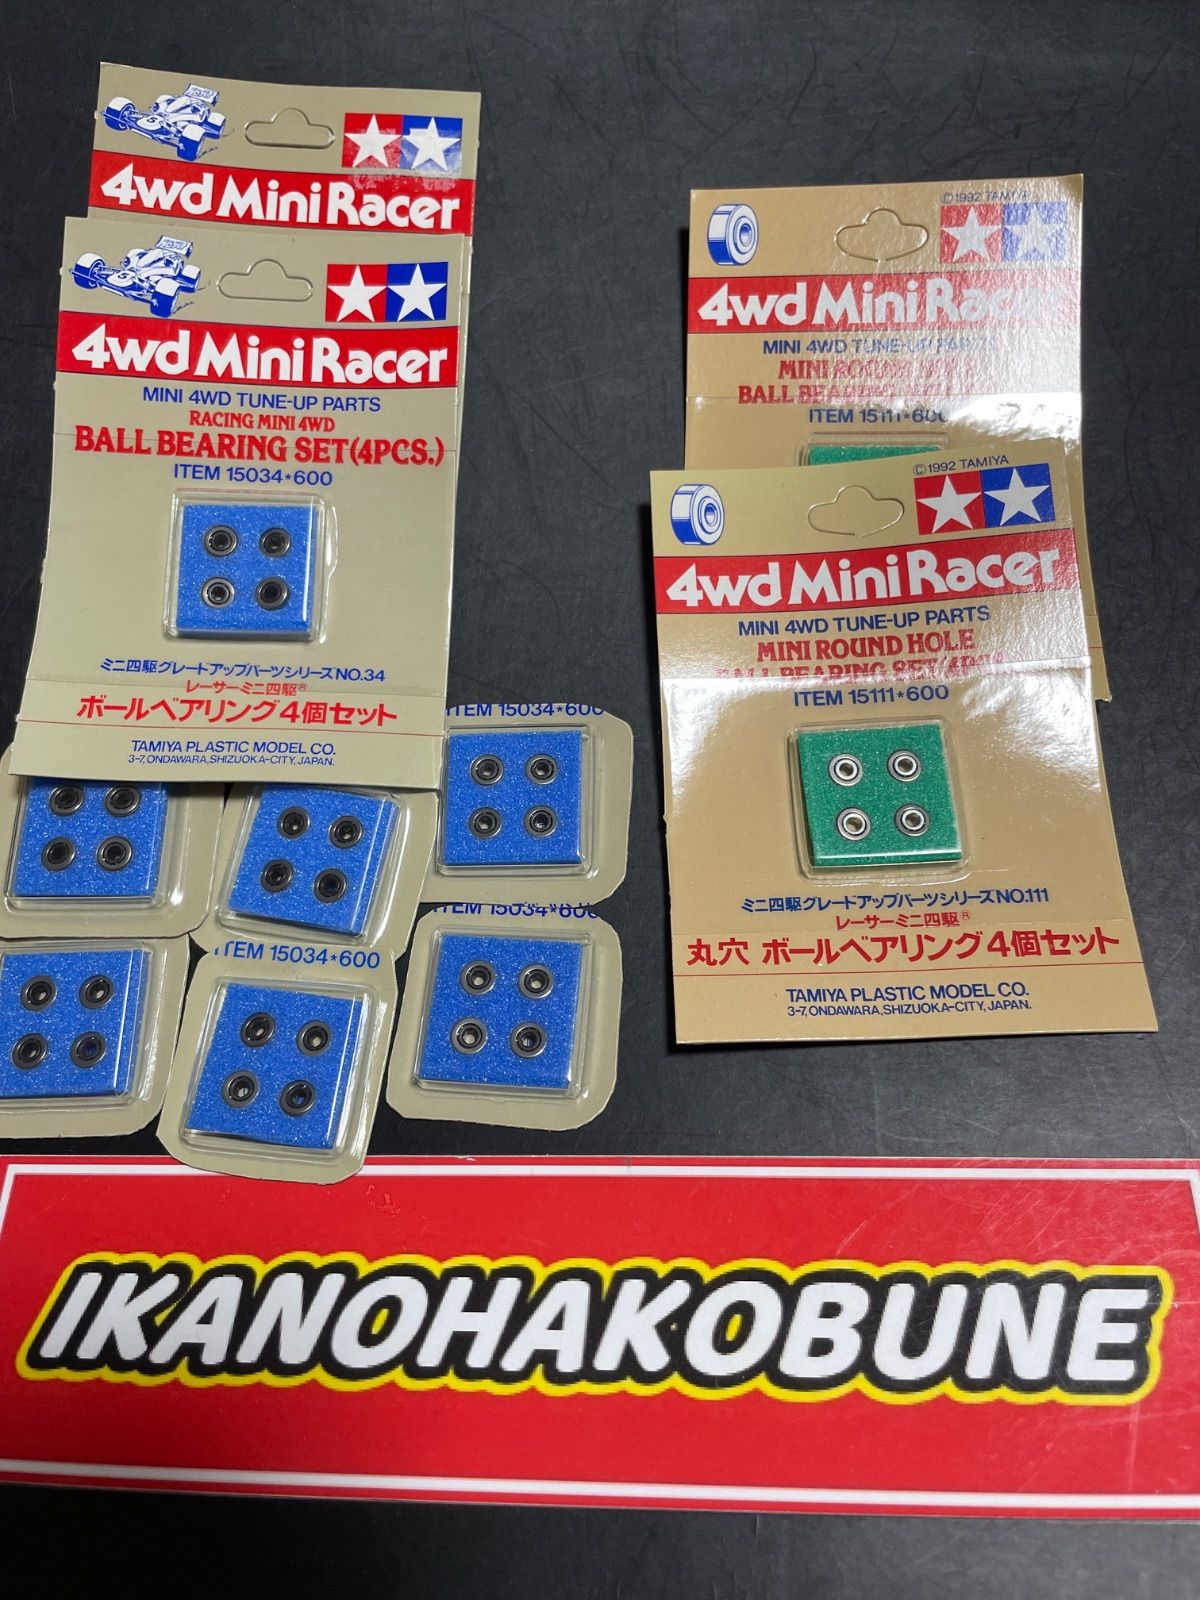 4wd Mini Racer
4wd Mini Racer
MINI 4WD TUNE-UP PARTS
RACING MINI 4WD
BALL BEARING SET(4PCS.)
ITEM 15034*600
ミニ四駆グレードアップパーツシリーズNO.34
レーサーミニ四駆®
ボールベアリング4個セット
TAMIYA PLASTIC MODEL CO.
3-7, ONDAWARA, SHIZUOKA-CITY, JAPAN.
ITEM 15034*600
ITEM 15034*600
ITEM 15034*600
©1992 TAMIYA
4wd Mini Racer
MINI 4WD TUNE-UP PARTS
MINI ROUND HOLE
BALL BEARING
ITEM 15111*600
©1992 TAMIYA
4wd Mini Racer
MINI 4WD TUNE-UP PARTS
MINI ROUND HOLE
BALL BEARING SET
ITEM 15111*600
ミニ四駆グレードアップパーツシリーズNO.111
レーサーミニ四駆®
丸穴 ボールベアリング4個セット
TAMIYA PLASTIC MODEL CO.
3-7, ONDAWARA, SHIZUOKA-CITY, JAPAN.
IKANOHAKOBUNE